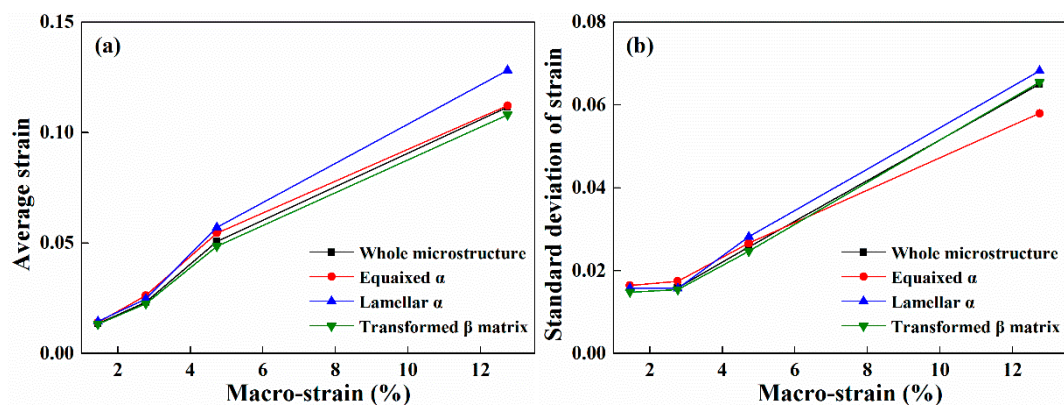 (a)
Average strain
0.15
0.10
0.05
0.00
2 4 6 8 10 12
Macro-strain (%)
Whole microstructure
Equaixed α
Lamellar α
Transformed β matrix
(b)
Standard deviation of strain
0.08
0.06
0.04
0.02
0.00
2 4 6 8 10 12
Macro-strain (%)
Whole microstructure
Equaixed α
Lamellar α
Transformed β matrix